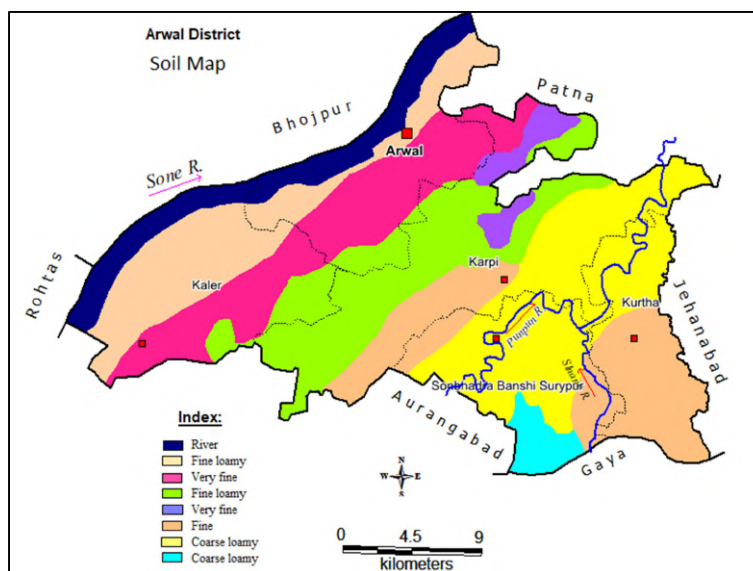 Arwal District
Soil Map
Patna
Bhojpur
Arwal
Sone R.
Rohtas
Kaler
Karpi
Kurtha
Jehanabad
Punpun R.
Sonbhadra Banshi Surypur
Aurangabad
Gaya
Index:
River
Fine loamy
Very fine
Fine loamy
Very fine
Fine
Coarse loamy
Coarse loamy
N
W E
S
0 4.5 9
kilometers